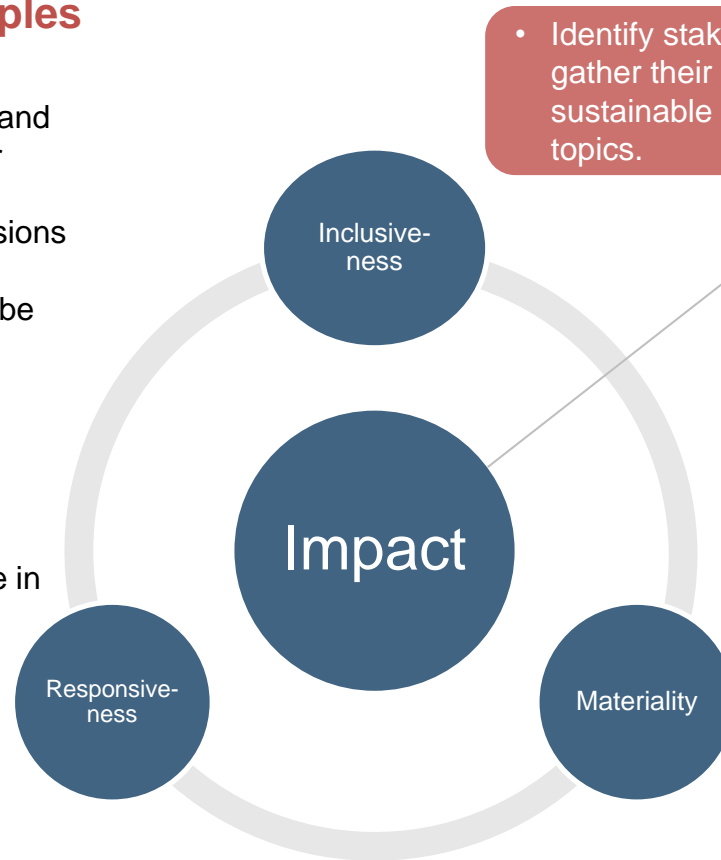 ples
and
sions
be
e in
• Identify stak
gather their
sustainable
topics.
Inclusive-
ness
Impact
Responsive-
ness
Materiality